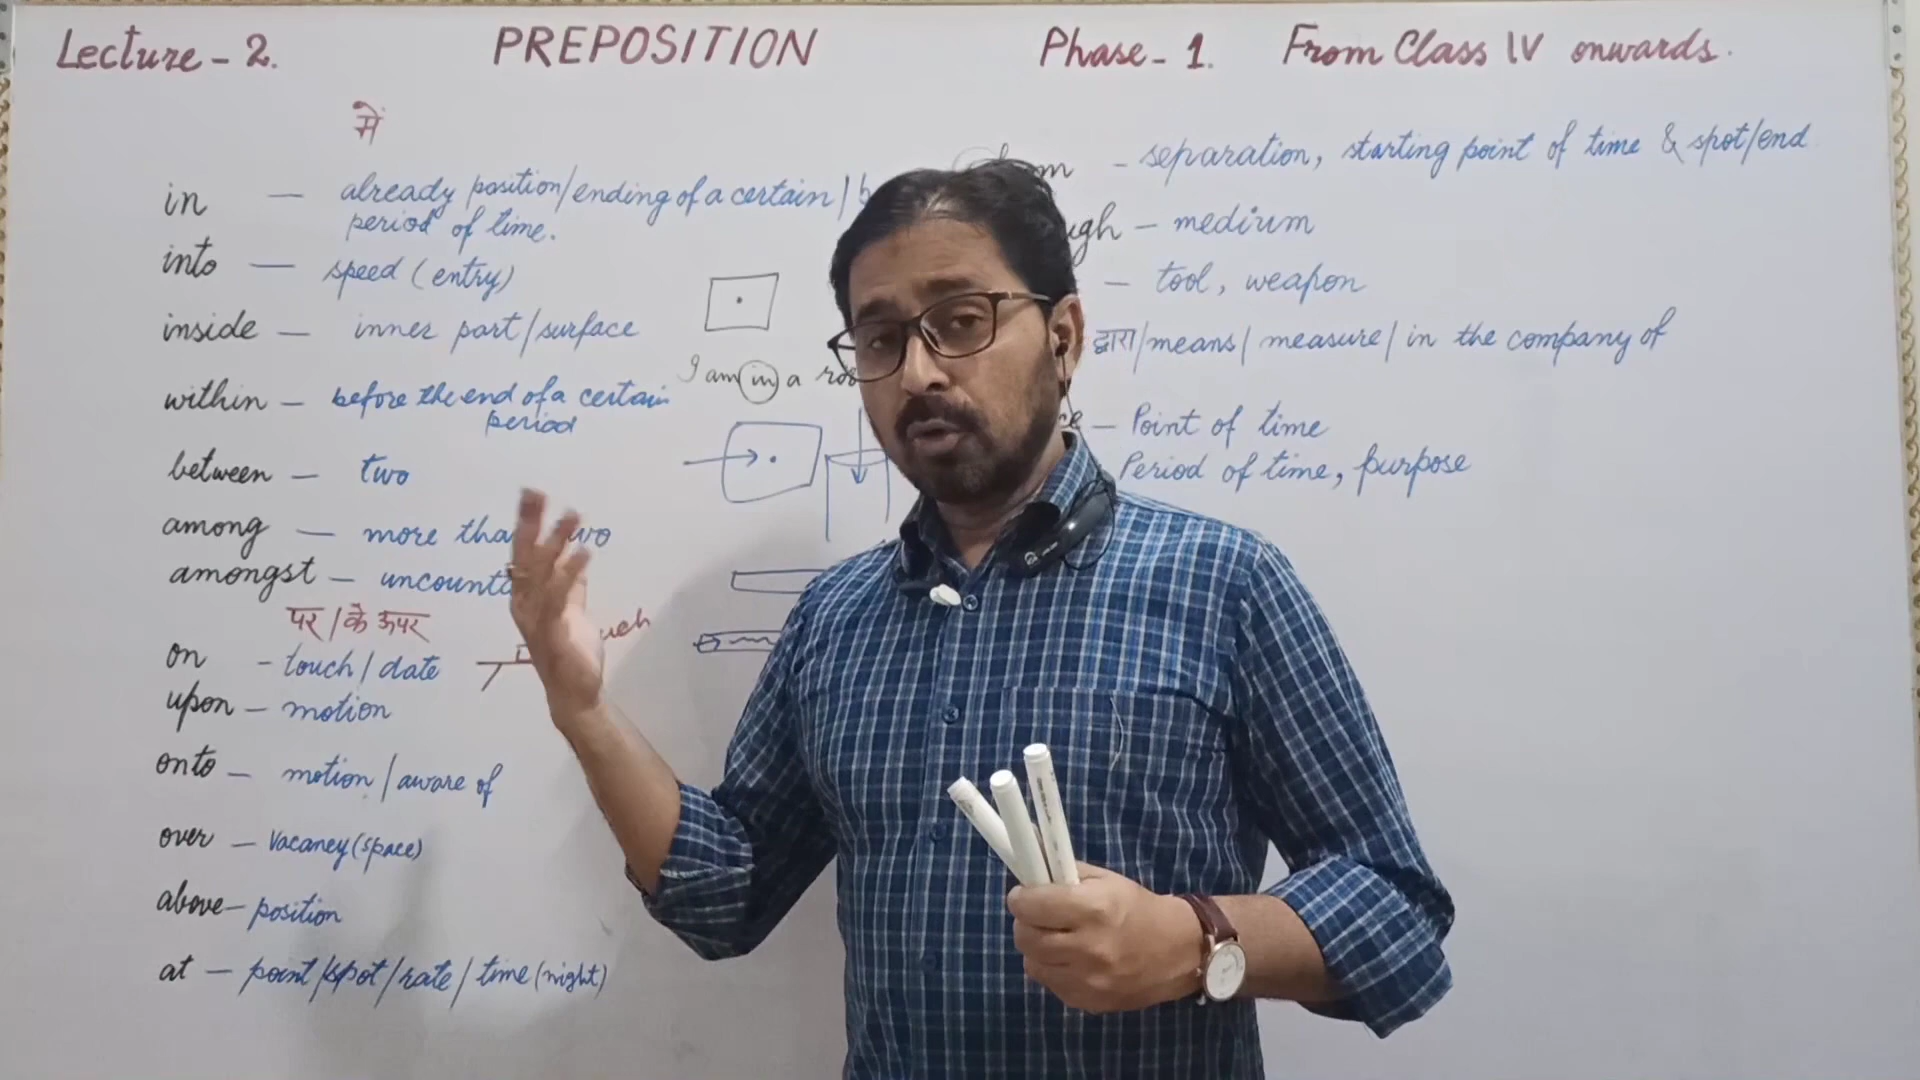 Lecture - 2. PREPOSITION Phase - 1. From Class IV onwards.
में
in — already position/ending of a certain /
period of time.
into — speed (entry)
inside — inner part/surface
I am in a
within — before the end of a certain
period
between — two
among — more
amongst —
पर/के ऊपर
on - touch/date
upon — motion
onto — motion/aware of
over — Vacancy(space)
above — position
at — point/spot/rate/time (night)
- separation, starting point of time & spot/end
— medium
— tool, weapon
द्वारा/means/measure/in the company of
— Point of time
Period of time, purpose